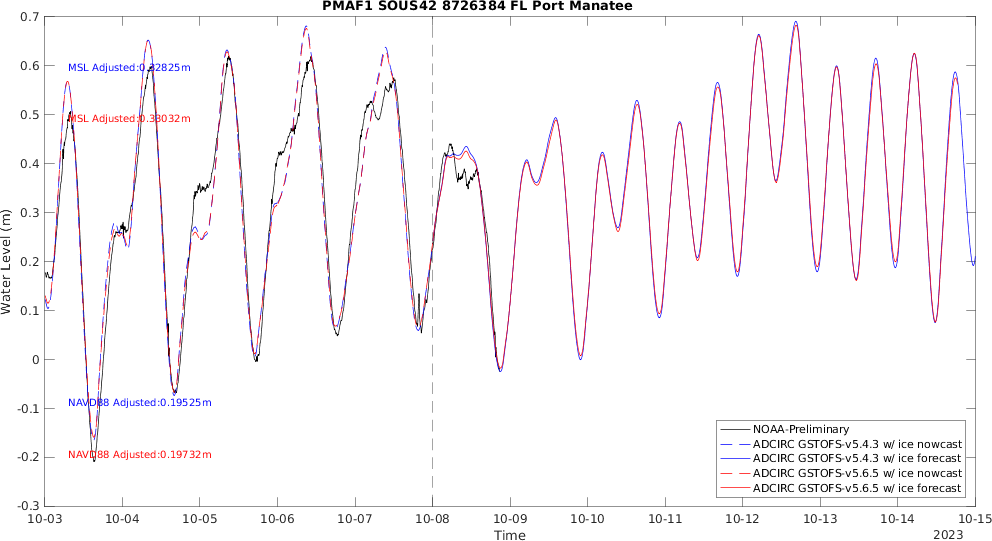 PMAF1 SOUS42 8726384 FL Port Manatee
0.7
0.6
0.5
0.4
0.3
0.2
0.1
0
-0.1
-0.2
-0.3
Water Level (m)
MSL Adjusted:0.32825m
MSL Adjusted:0.33032m
NAVD88 Adjusted:0.19525m
NAVD88 Adjusted:0.19732m
NOAA-Preliminary
ADCIRC GSTOFS-v5.4.3 w/ ice nowcast
ADCIRC GSTOFS-v5.4.3 w/ ice forecast
ADCIRC GSTOFS-v5.6.5 w/ ice nowcast
ADCIRC GSTOFS-v5.6.5 w/ ice forecast
10-03 10-04 10-05 10-06 10-07 10-08 10-09 10-10 10-11 10-12 10-13 10-14 10-15
Time
2023